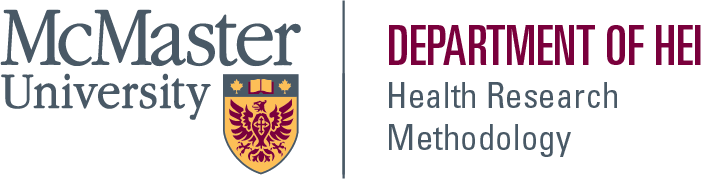 McMaster
University
DEPARTMENT OF HEI
Health Research
Methodology